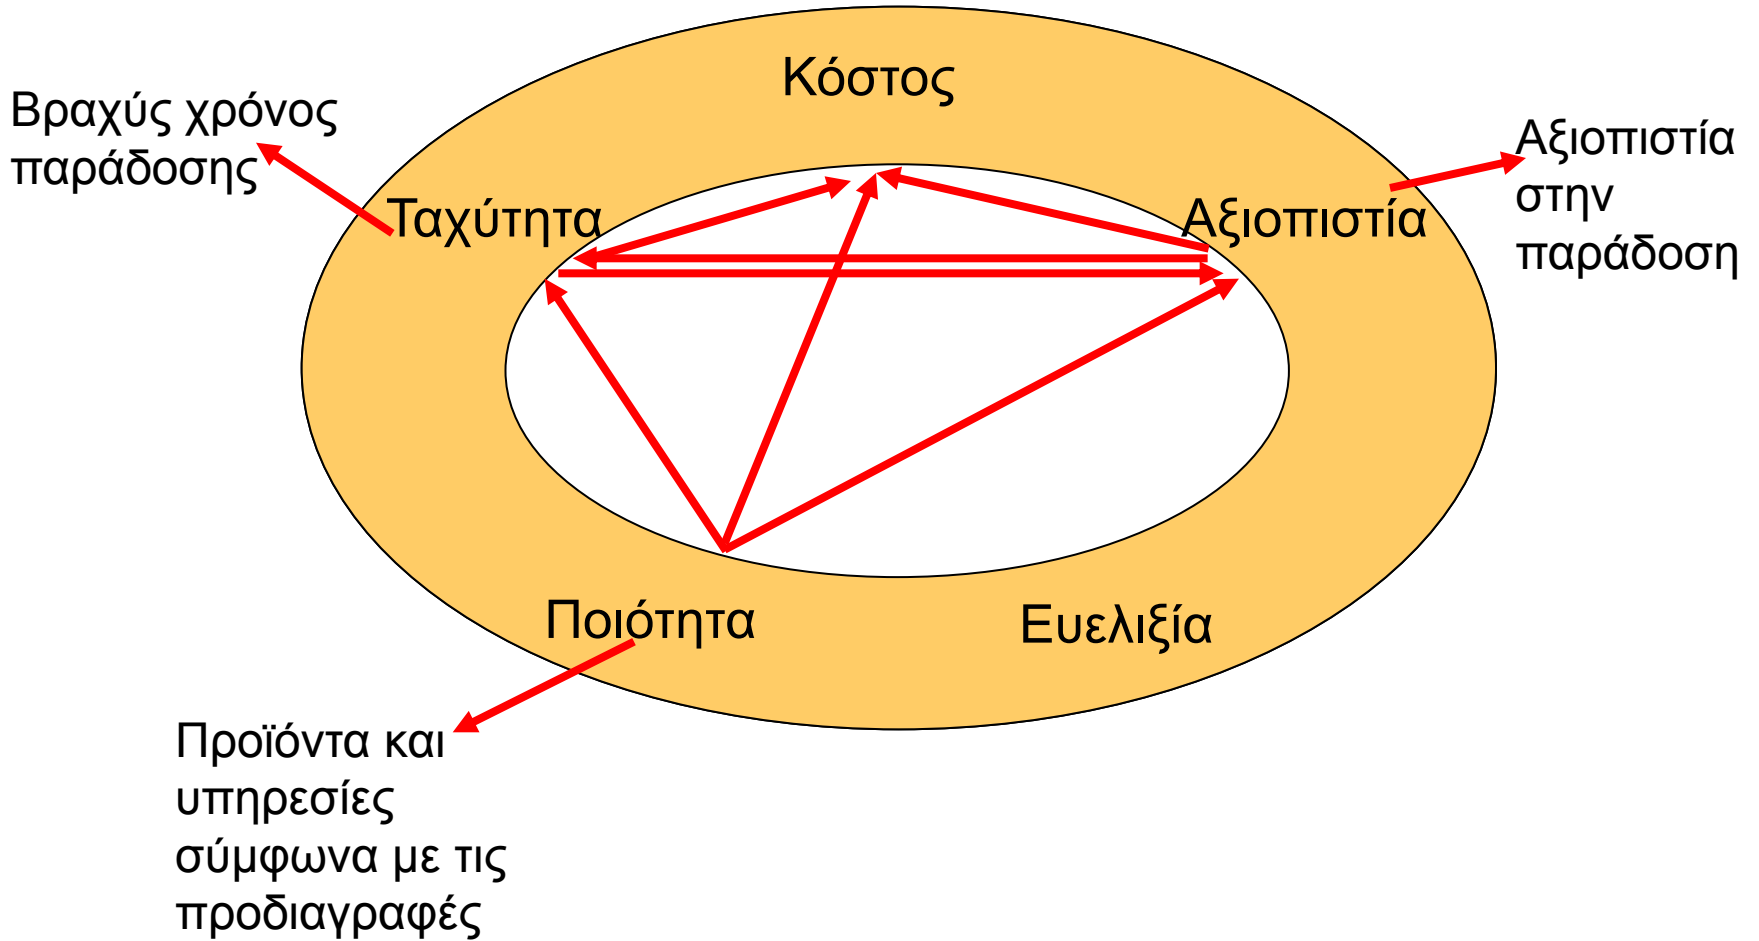 Κόστος
Βραχύς χρόνος
παράδοσης
Αξιοπιστία
στην
παράδοση
Ταχύτητα
Αξιοπιστία
Ποιότητα
Ευελιξία
Προϊόντα και
υπηρεσίες
σύμφωνα με τις
προδιαγραφές